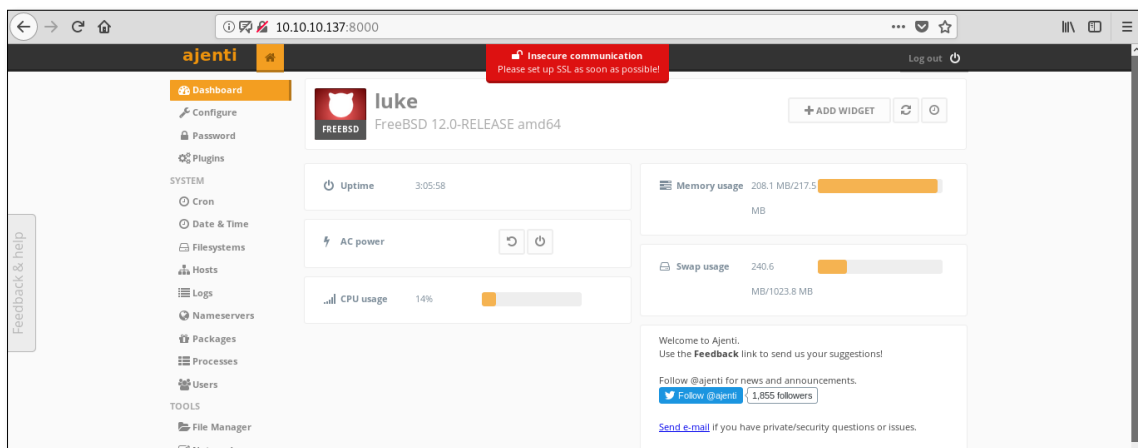 10.10.10.137:8000
ajenti
Insecure communication
Please set up SSL as soon as possible!
Log out
Dashboard
Configure
Password
Plugins
SYSTEM
Cron
Date & Time
Filesystems
Hosts
Logs
Nameservers
Packages
Processes
Users
TOOLS
File Manager
Feedback & help
FREEBSD
luke
FreeBSD 12.0-RELEASE amd64
ADD WIDGET
Uptime 3:05:58
AC power
CPU usage 14%
Memory usage 208.1 MB/217.5
MB
Swap usage 240.6
MB/1023.8 MB
Welcome to Ajenti.
Use the Feedback link to send us your suggestions!
Follow @ajenti for news and announcements.
Follow @ajenti 1,855 followers
Send e-mail if you have private/security questions or issues.